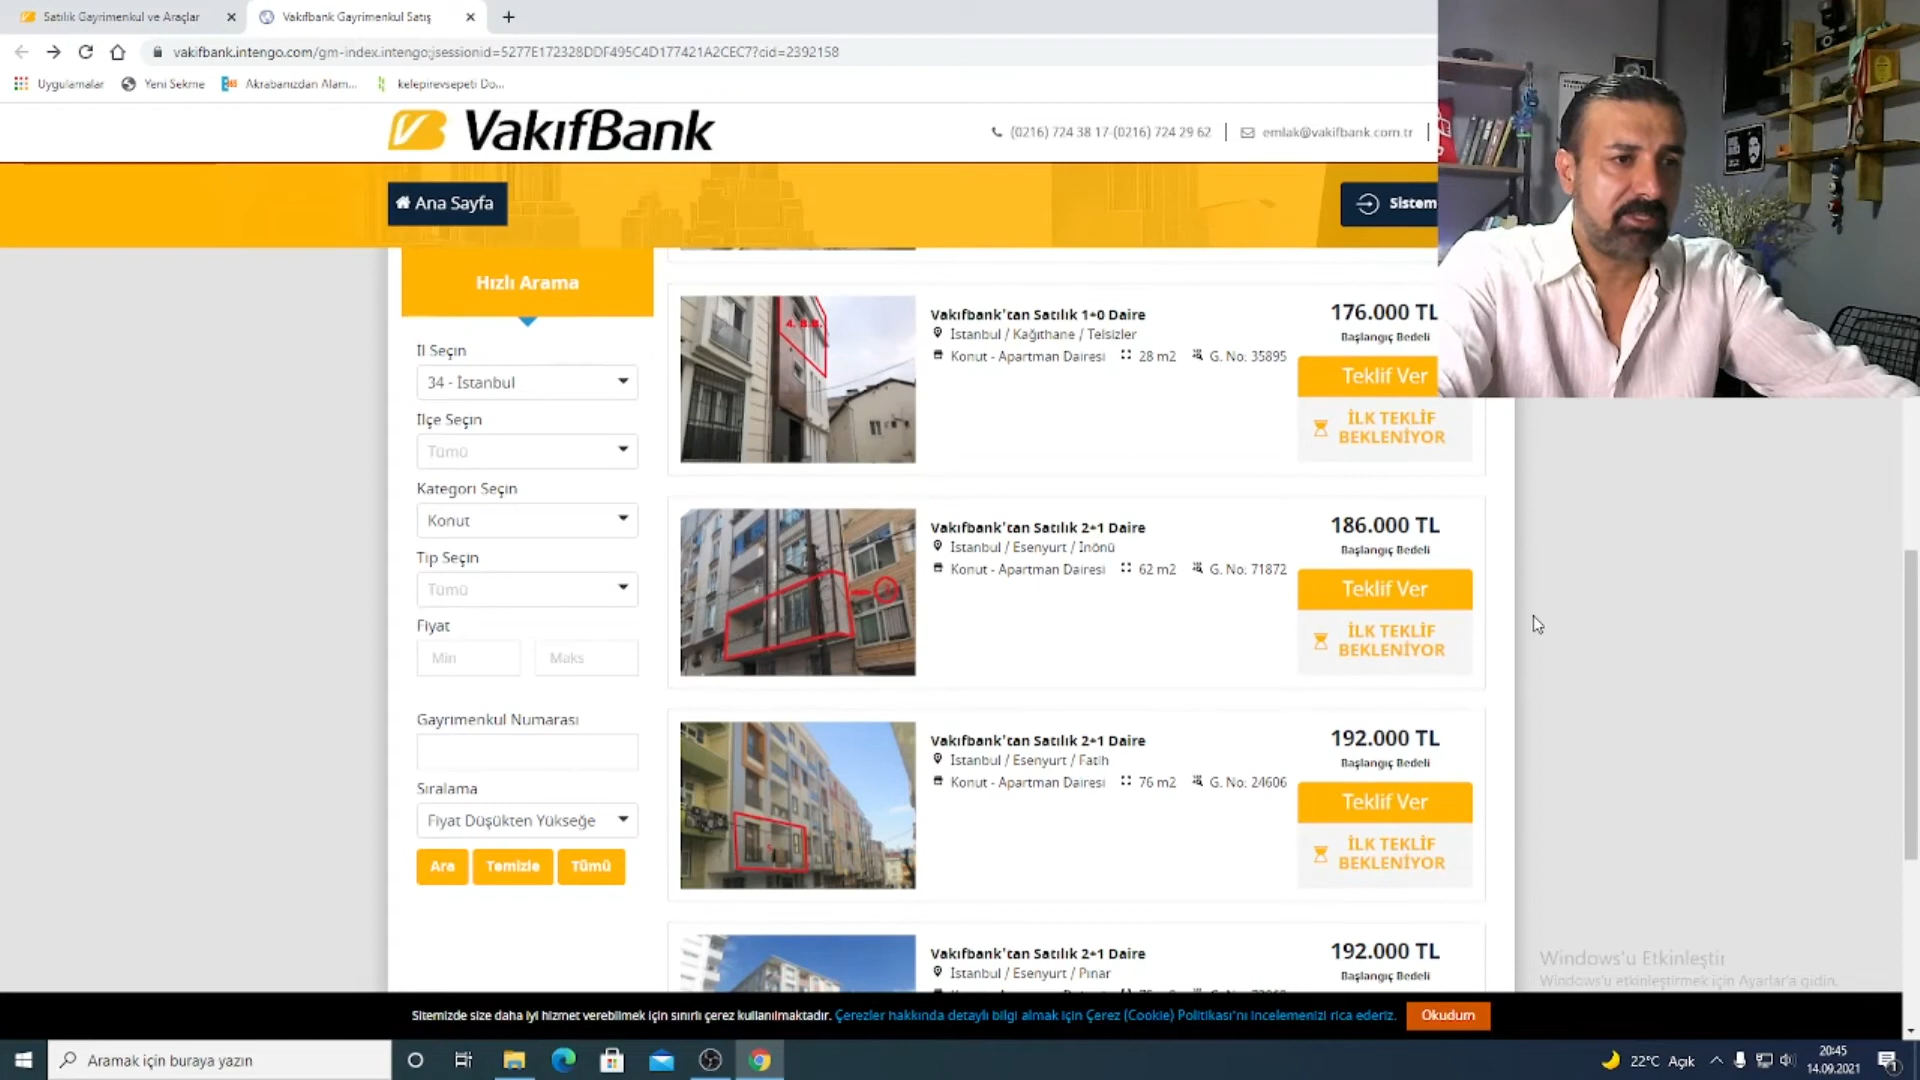 Satılık Gayrimenkul ve Araçlar
Vakıfbank Gayrimenkul Satış
vakifbank.intengo.com/gm-index.intengo;jsessionid=5277E172328DDF495C4D177421A2CEC7?cid=2392158
Uygulamalar
Yeni Sekme
Akrabanızdan Alam...
kelepirevsepeti Do...
VakıfBank
(0216) 724 38 17-(0216) 724 29 62
emlak@vakifbank.com.tr
Ana Sayfa
Sistem
Hızlı Arama
İl Seçin
34 - İstanbul
İlçe Seçin
Tümü
Kategori Seçin
Konut
Tip Seçin
Tümü
Fiyat
Min
Maks
Gayrimenkul Numarası
Sıralama
Fiyat Düşükten Yükseğe
Ara
Temizle
Tümü
Vakıfbank'tan Satılık 1+0 Daire
İstanbul / Kağıthane / Telsizler
Konut - Apartman Dairesi 28 m2 G. No: 35895
176.000 TL
Başlangıç Bedeli
Teklif Ver
İLK TEKLİF
BEKLENİYOR
Vakıfbank'tan Satılık 2+1 Daire
İstanbul / Esenyurt / İnönü
Konut - Apartman Dairesi 62 m2 G. No: 71872
186.000 TL
Başlangıç Bedeli
Teklif Ver
İLK TEKLİF
BEKLENİYOR
Vakıfbank'tan Satılık 2+1 Daire
İstanbul / Esenyurt / Fatih
Konut - Apartman Dairesi 76 m2 G. No: 24606
192.000 TL
Başlangıç Bedeli
Teklif Ver
İLK TEKLİF
BEKLENİYOR
Vakıfbank'tan Satılık 2+1 Daire
İstanbul / Esenyurt / Pınar
192.000 TL
Başlangıç Bedeli
Windows'u Etkinleştir
Windows'u etkinleştirmek için Ayarlar'a gidin.
Sitemizde size daha iyi hizmet verebilmek için sınırlı çerez kullanılmaktadır. Çerezler hakkında detaylı bilgi almak için Çerez (Cookie) Politikası'nı incelemenizi rica ederiz.
Okudum
Aramak için buraya yazın
22°C Açık
20:45
14.09.2021